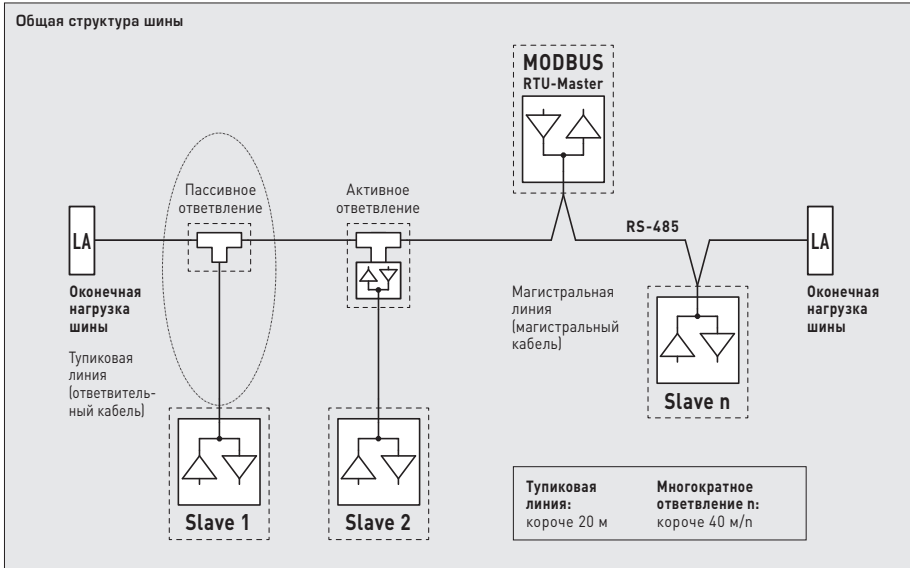 Общая структура шины
MODBUS
RTU-Master
Пассивное
ответвление
Активное
ответвление
RS-485
LA
LA
Оконечная
нагрузка
шины
Магистральная
линия
(магистральный
кабель)
Оконечная
нагрузка
шины
Тупиковая
линия
(ответвитель-
ный кабель)
Slave n
Slave 1
Slave 2
Тупиковая
линия:
короче 20 м
Многократное
ответвление n:
короче 40 м/n